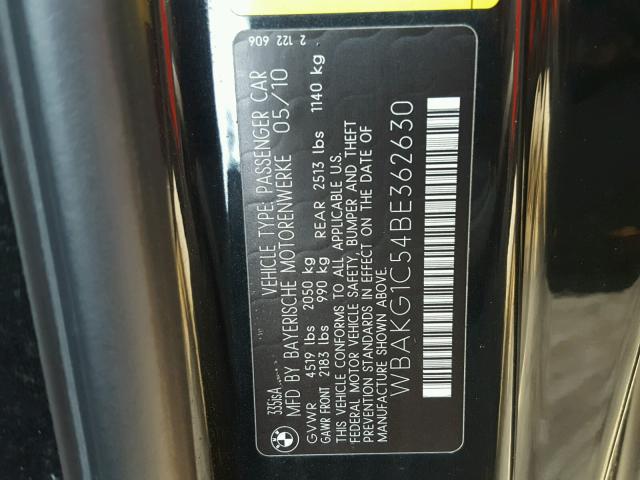 335isA VEHICLE TYPE: PASSENGER CAR
MFD BY BAYERISCHE MOTORENWERKE 05/10
GVWR 4519 lbs 2050 kg
GAWR FRONT 2183 lbs 990 kg REAR 2513 lbs 1140 kg
THIS VEHICLE CONFORMS TO ALL APPLICABLE U.S.
FEDERAL MOTOR VEHICLE SAFETY, BUMPER AND THEFT
PREVENTION STANDARDS IN EFFECT ON THE DATE OF
MANUFACTURE SHOWN ABOVE.
WBAKG1C54BE362630
2 122 606
BMW